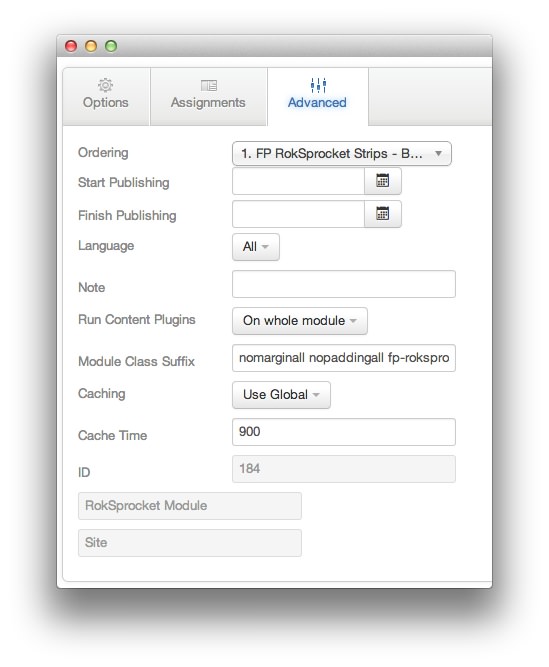 Options Assignments Advanced
Ordering 1. FP RokSprocket Strips - B...
Start Publishing
Finish Publishing
Language All
Note
Run Content Plugins On whole module
Module Class Suffix nomarginall nopaddingall fp-rokspro
Caching Use Global
Cache Time 900
ID 184
RokSprocket Module
Site